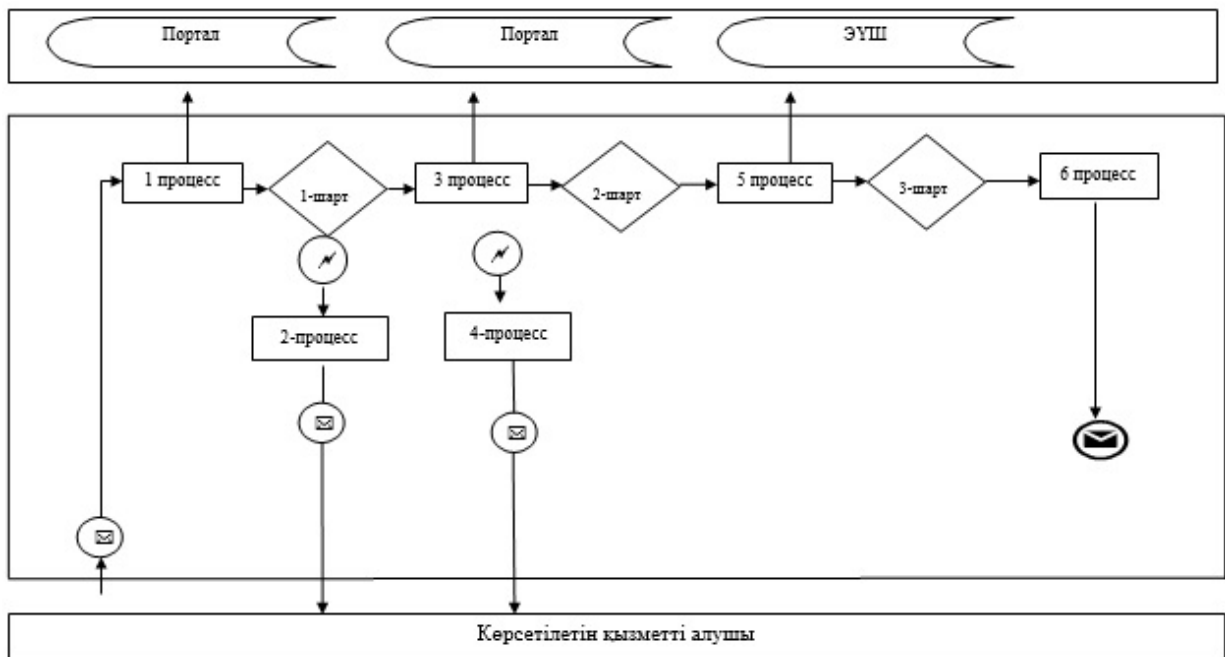 Портал
Портал
ЭҮШ
1 процесс
1-шарт
3 процесс
2-шарт
5 процесс
3-шарт
6 процесс
2-процесс
4-процесс
Көрсетілетін қызметті алушы